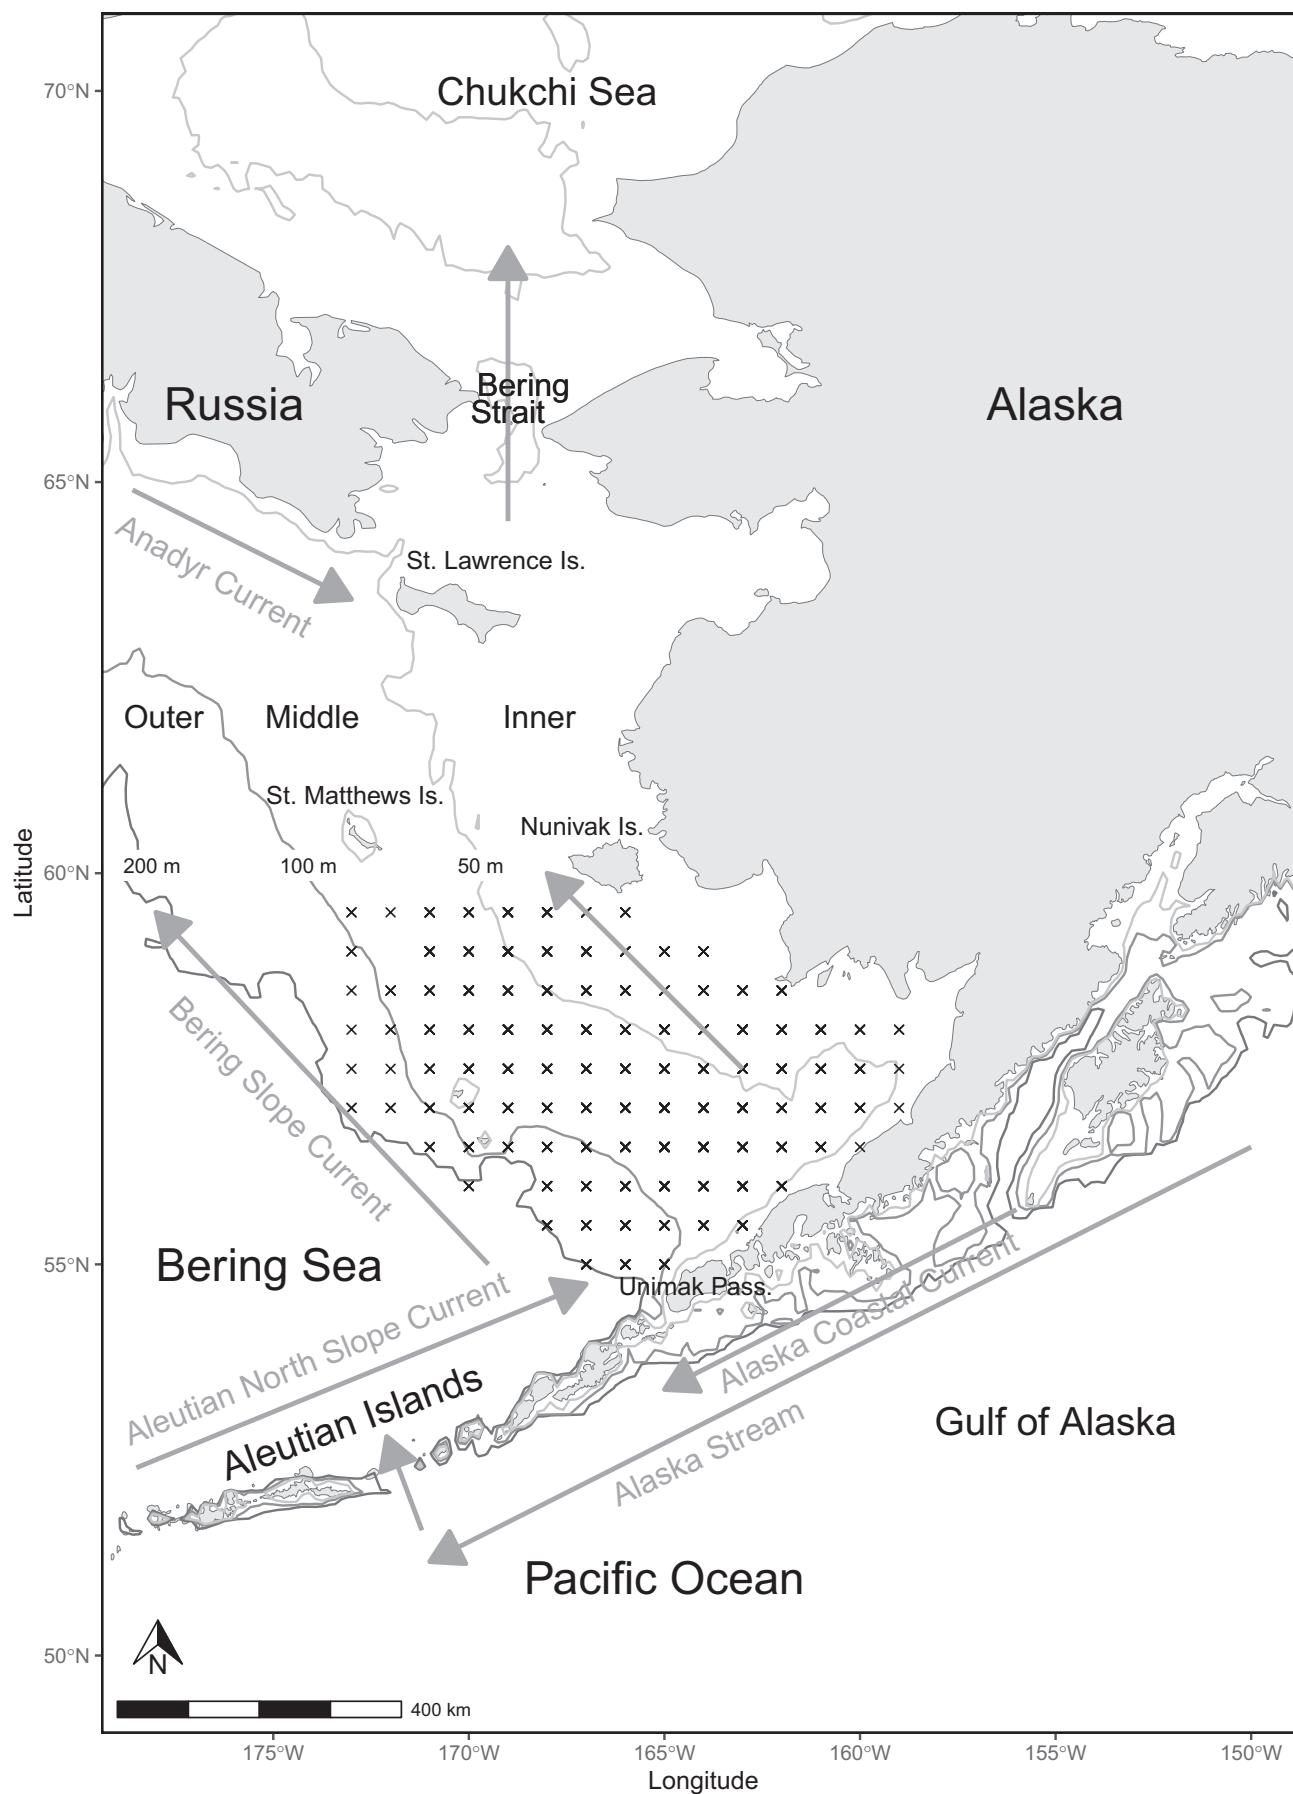 70°N
Chukchi Sea
Russia
Bering
Strait
Alaska
65°N
Anadyr Current
St. Lawrence Is.
Outer
Middle
Inner
St. Matthews Is.
Nunivak Is.
Latitude
60°N
200 m
100 m
50 m
Bering Slope Current
55°N
Bering Sea
Unimak Pass.
Aleutian North Slope Current
Alaska Coastal Current
Aleutian Islands
Alaska Stream
Gulf of Alaska
Pacific Ocean
50°N
N
400 km
175°W
170°W
165°W
160°W
155°W
150°W
Longitude